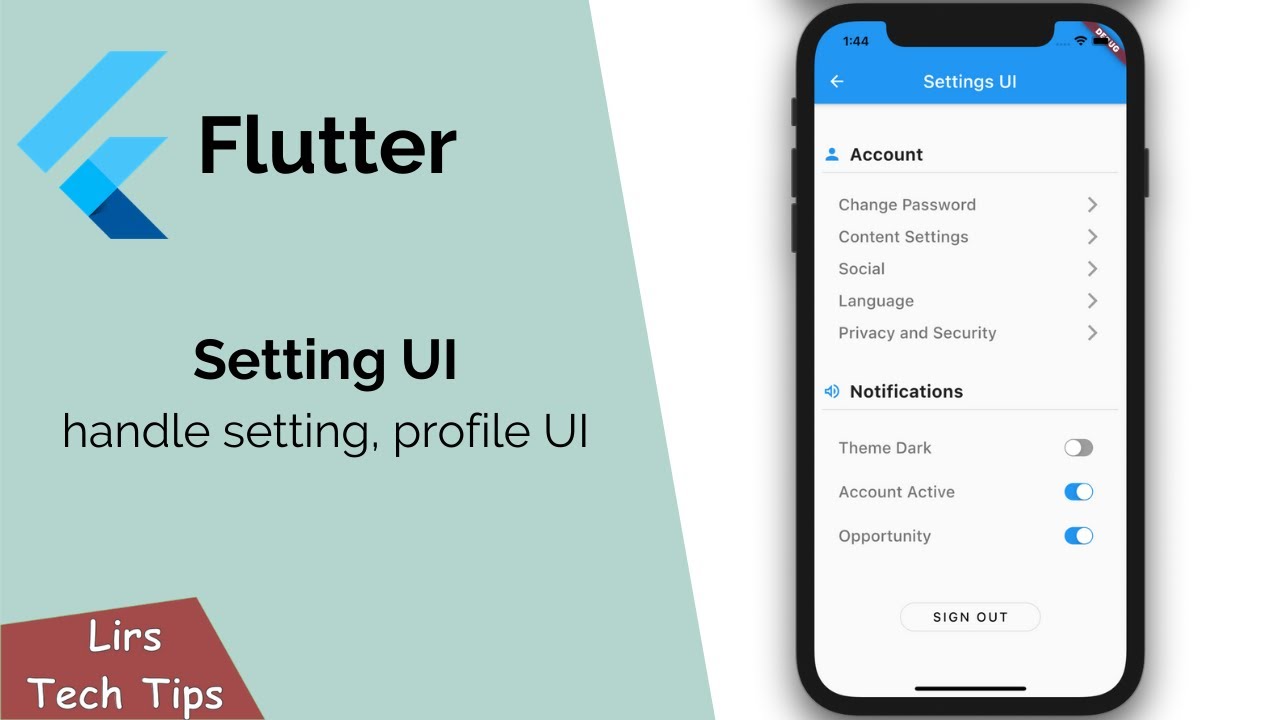 Flutter
Setting UI
handle setting, profile UI
Lirs
Tech Tips
1:44
DEBUG
Settings UI
Account
Change Password
Content Settings
Social
Language
Privacy and Security
Notifications
Theme Dark
Account Active
Opportunity
SIGN OUT